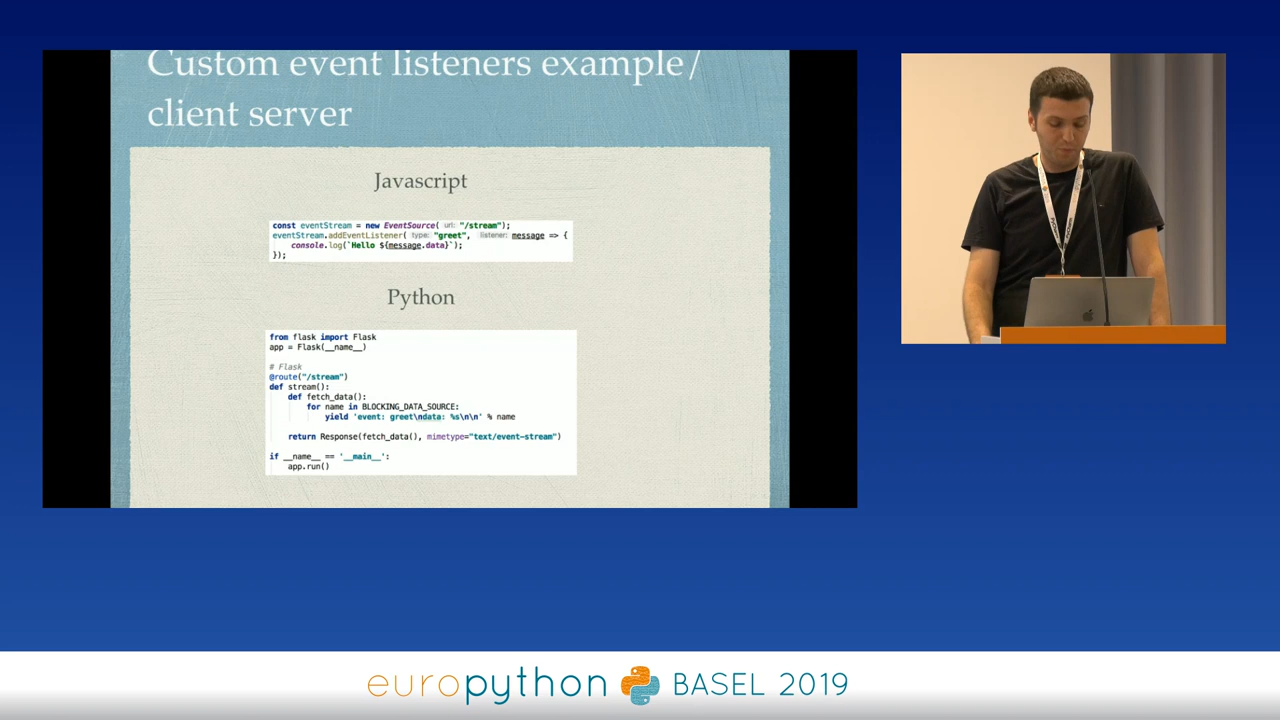 Custom event listeners example/
client server
Javascript
const eventStream = new EventSource( url: "/stream");
eventStream.addEventListener( type: "greet", listener: message => {
    console.log(`Hello ${message.data}`);
});
Python
from flask import Flask
app = Flask(__name__)
# Flask
@route("/stream")
def stream():
    def fetch_data():
        for name in BLOCKING_DATA_SOURCE:
            yield 'event: greet\ndata: %s\n\n' % name
    return Response(fetch_data(), mimetype="text/event-stream")
if __name__ == '__main__':
    app.run()
europython BASEL 2019